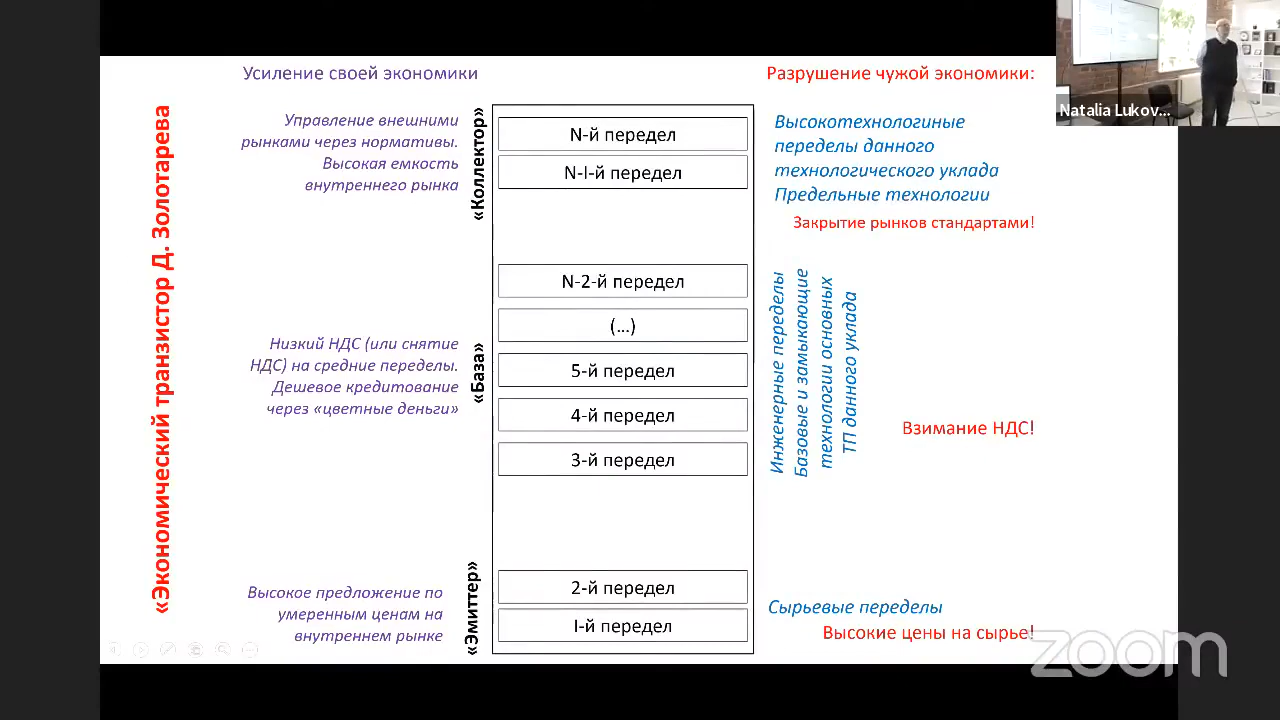 Усиление своей экономики
Разрушение чужой экономики:
Natalia Lukov...
«Экономический транзистор Д. Золотарева
Управление внешними
рынками через нормативы.
Высокая емкость
внутреннего рынка
«Коллектор»
N-й передел
N-I-й передел
Высокотехнологиные
переделы данного
технологического уклада
Предельные технологии
Закрытие рынков стандартами!
Низкий НДС (или снятие
НДС) на средние переделы.
Дешевое кредитование
через «цветные деньги»
«База»
N-2-й передел
(...)
5-й передел
4-й передел
3-й передел
Инженерные переделы
Базовые и замыкающие
технологии основных
ТП данного уклада
Взимание НДС!
Высокое предложение по
умеренным ценам на
внутреннем рынке
«Эмиттер»
2-й передел
I-й передел
Сырьевые переделы
Высокие цены на сырье!
zoom